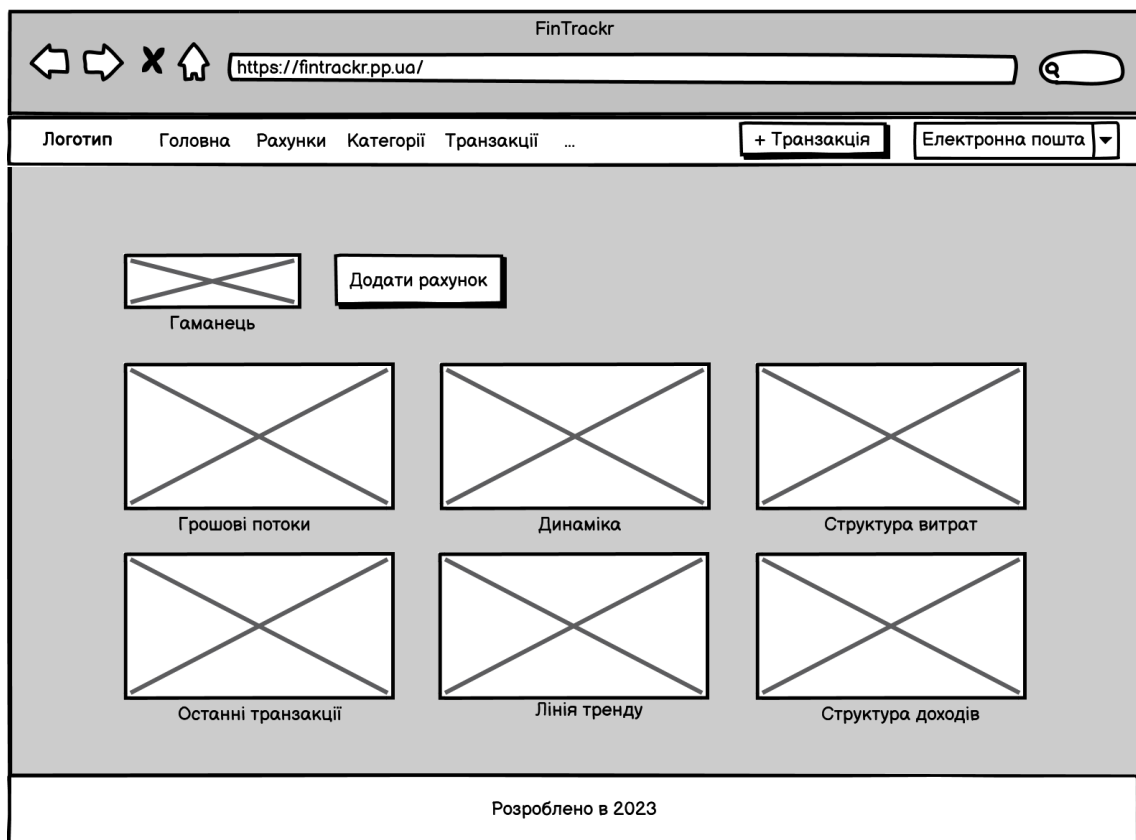 FinTrackr
https://fintrackr.pp.ua/
Логотип Головна Рахунки Категорії Транзакції ... + Транзакція Електронна пошта
Додати рахунок
Гаманець
Грошові потоки Динаміка Структура витрат
Останні транзакції Лінія тренду Структура доходів
Розроблено в 2023